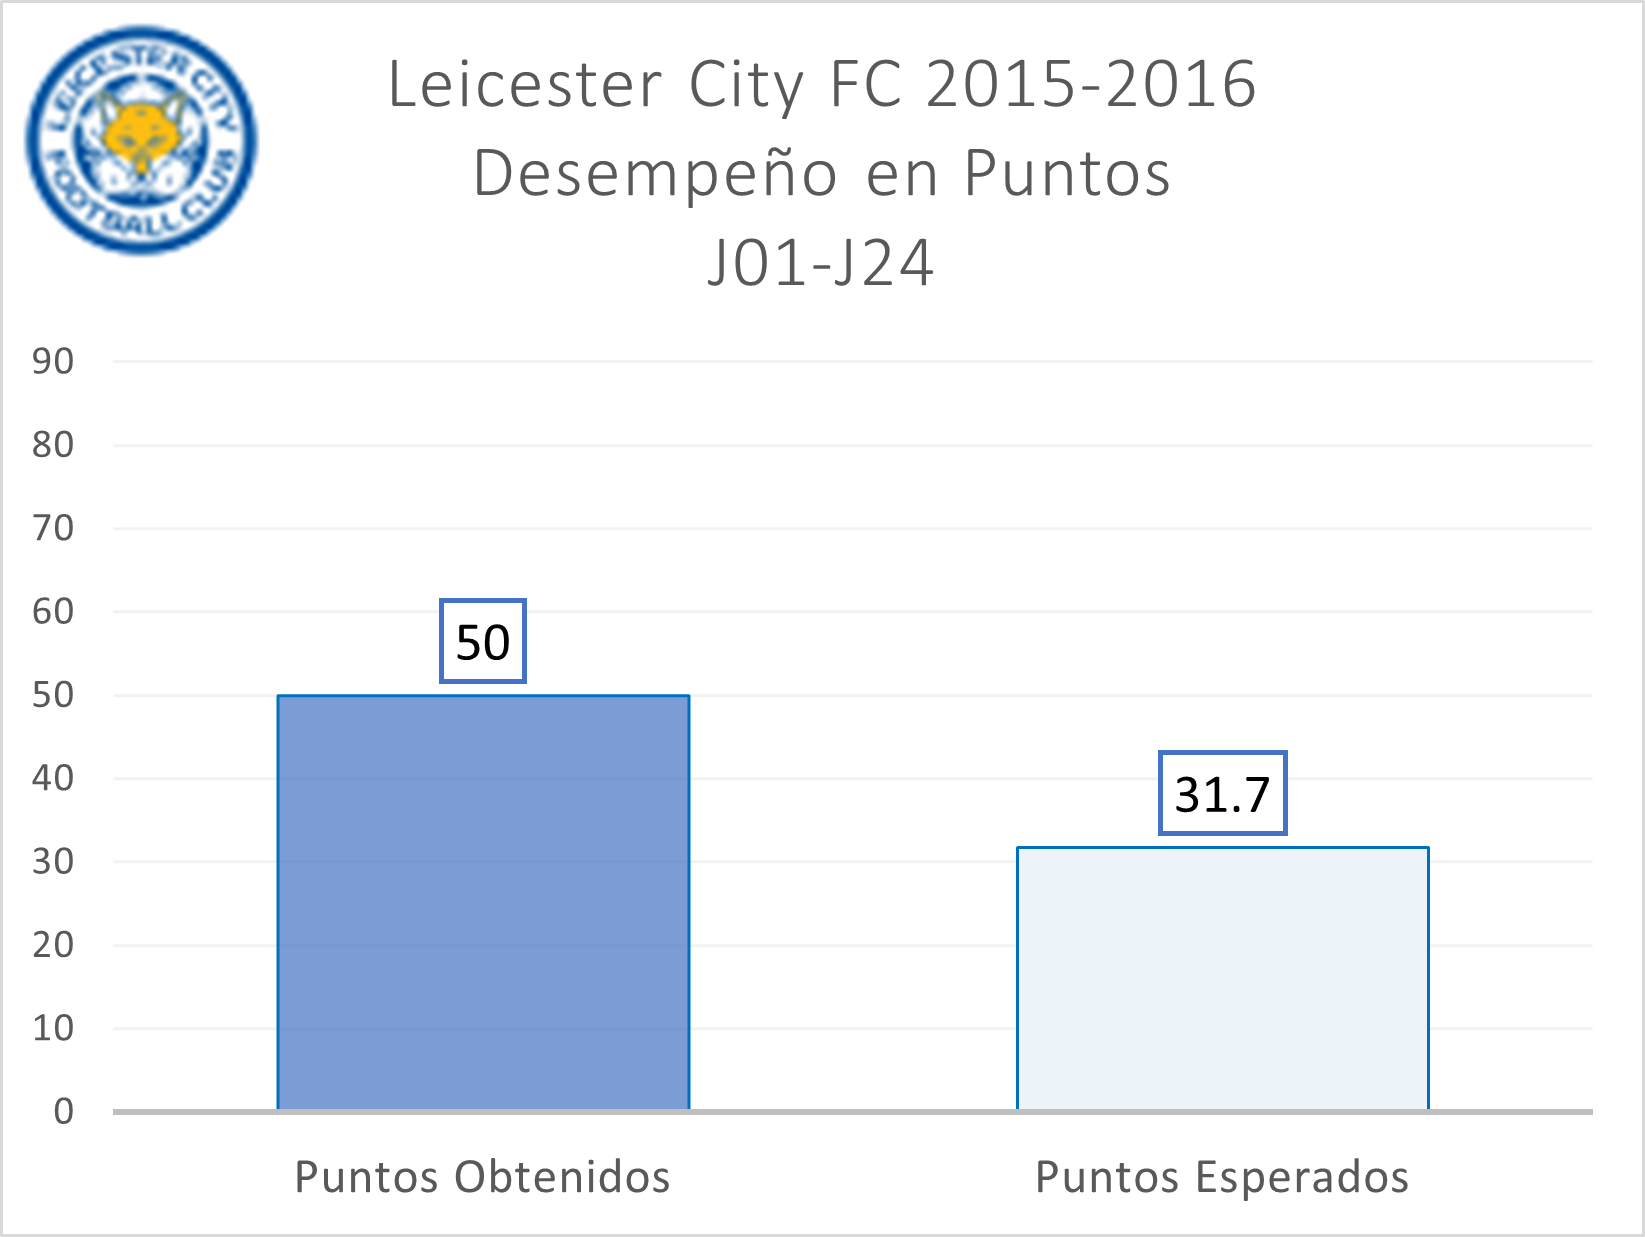 LEICESTER CITY
FOOTBALL CLUB
Leicester City FC 2015-2016
Desempeño en Puntos
J01-J24
90
80
70
60
50
40
30
20
10
0
50
31.7
Puntos Obtenidos
Puntos Esperados